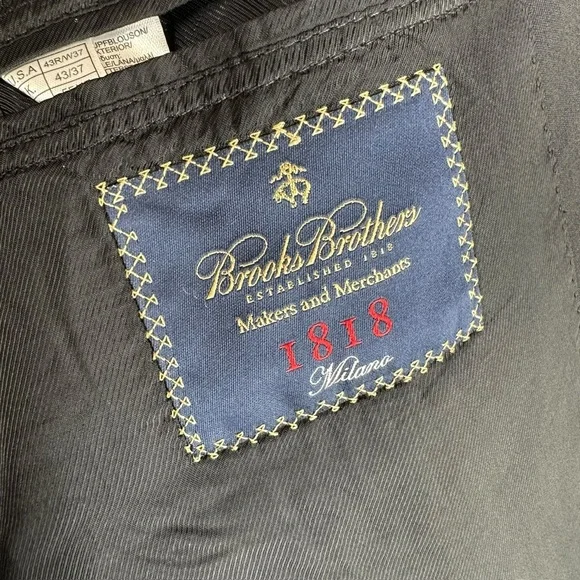 43R/W37
43/37
Brooks Brothers
ESTABLISHED 1818
Makers and Merchants
1818
Milano